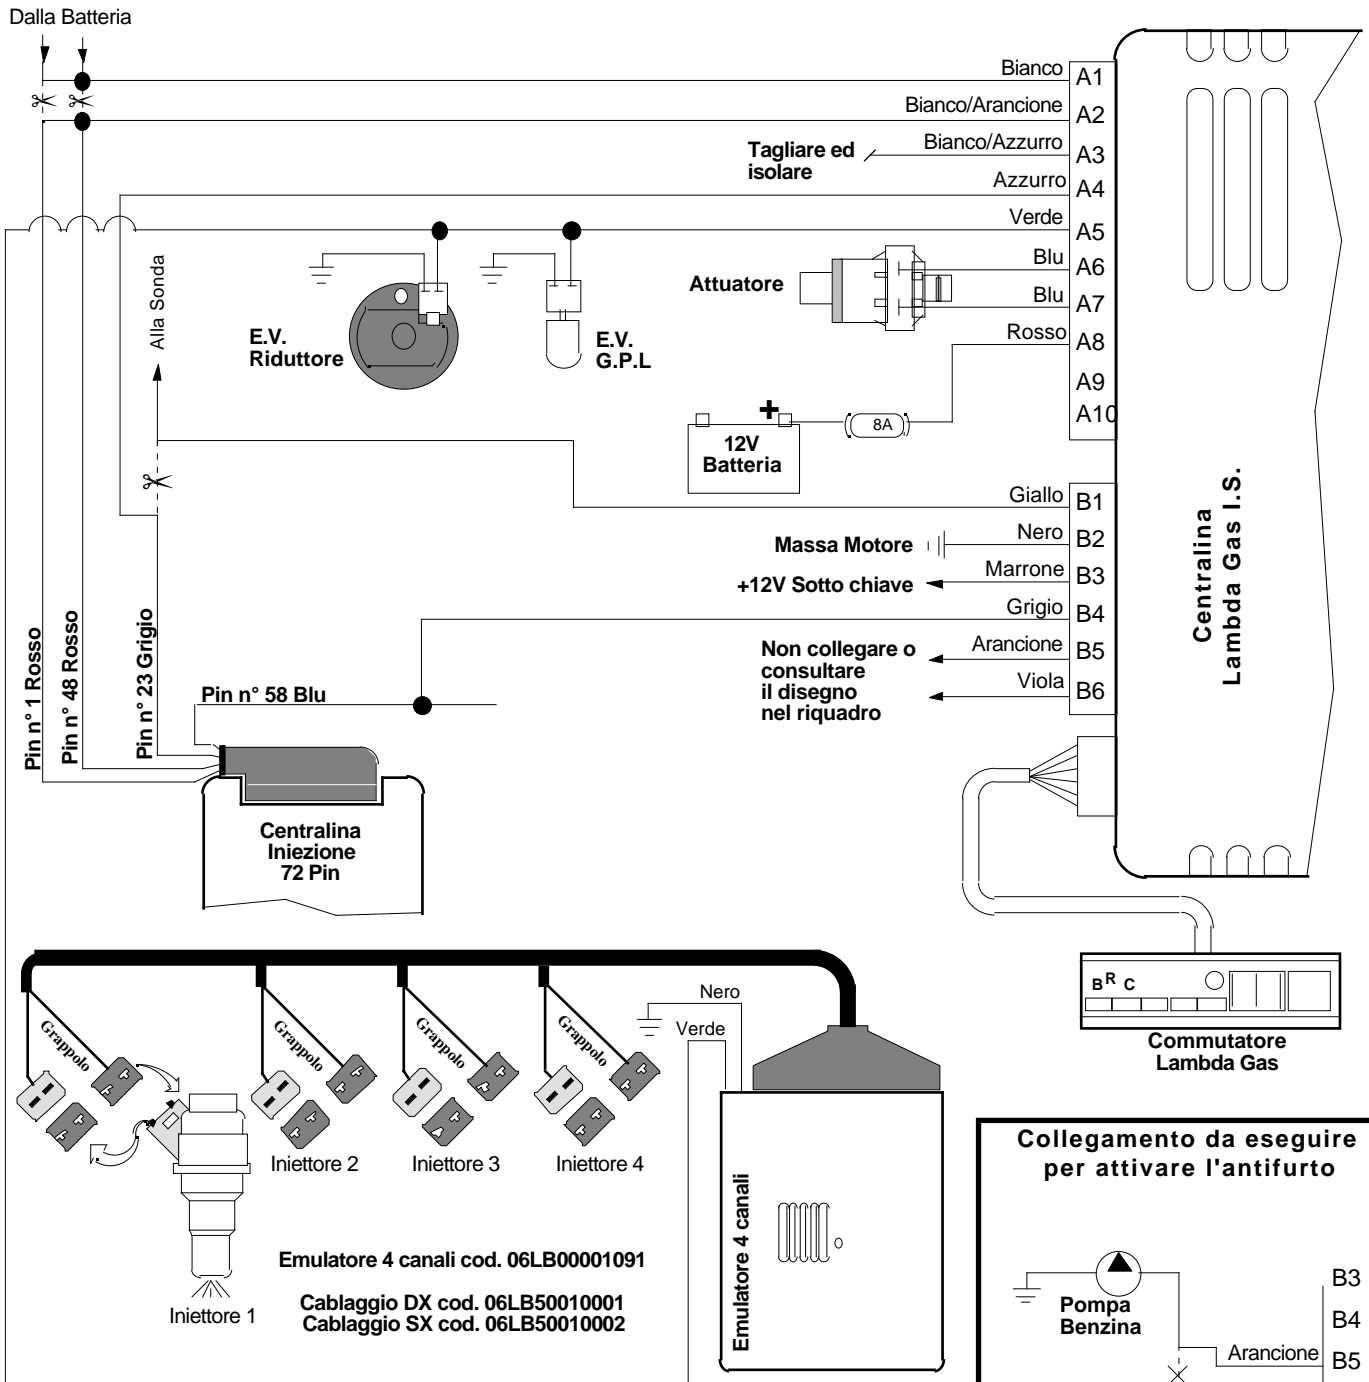 Dalla Batteria
Bianco
A1
Bianco/Arancione
A2
Tagliare ed
isolare
Bianco/Azzurro
A3
Azzurro
A4
Verde
A5
Blu
A6
Attuatore
Blu
A7
Rosso
A8
A9
A10
Alla Sonda
E.V.
Riduttore
E.V.
G.P.L
+
12V
Batteria
8A
Giallo
B1
Massa Motore
Nero
B2
+12V Sotto chiave
Marrone
B3
Grigio
B4
Non collegare o
consultare
il disegno
nel riquadro
Arancione
B5
Viola
B6
Centralina
Lambda Gas I.S.
Pin n° 1 Rosso
Pin n° 48 Rosso
Pin n° 23 Grigio
Pin n° 58 Blu
Centralina
Iniezione
72 Pin
B R C
Commutatore
Lambda Gas
Grappolo
Grappolo
Grappolo
Grappolo
Nero
Verde
Iniettore 2
Iniettore 3
Iniettore 4
Iniettore 1
Emulatore 4 canali
Emulatore 4 canali cod. 06LB00001091
Cablaggio DX cod. 06LB50010001
Cablaggio SX cod. 06LB50010002
Collegamento da eseguire
per attivare l'antifurto
Pompa
Benzina
B3
B4
Arancione
B5